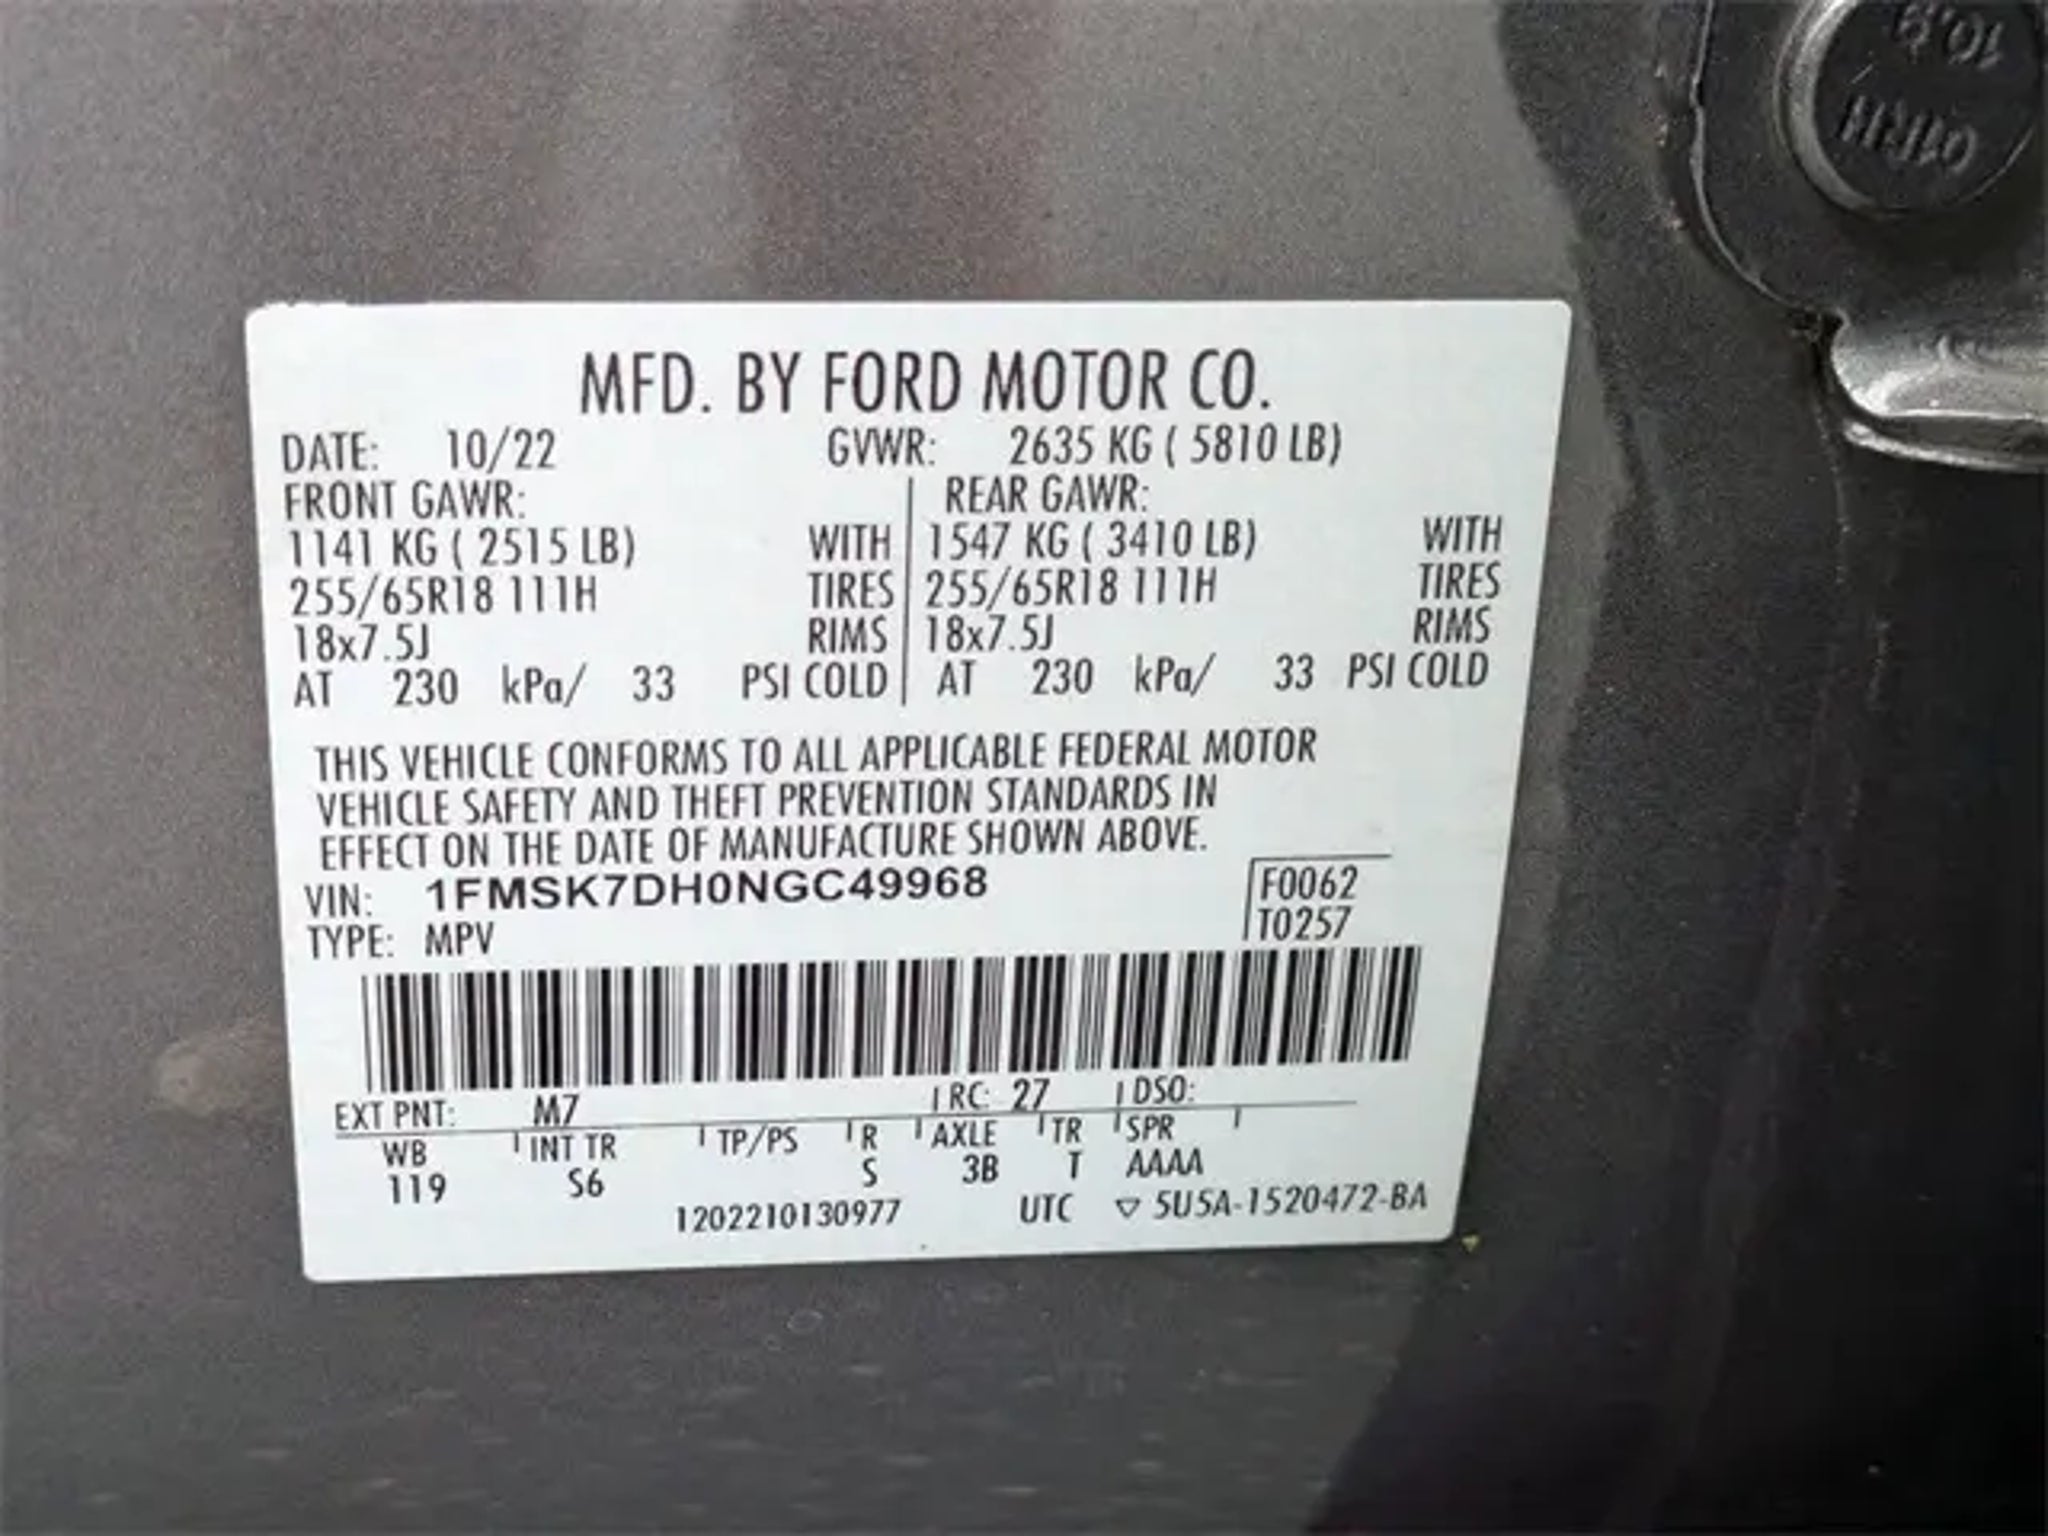 10.9
01RH
MFD. BY FORD MOTOR CO.
DATE: 10/22 GVWR: 2635 KG ( 5810 LB)
FRONT GAWR: REAR GAWR:
1141 KG ( 2515 LB) WITH 1547 KG ( 3410 LB) WITH
255/65R18 111H TIRES 255/65R18 111H TIRES
18x7.5J RIMS 18x7.5J RIMS
AT 230 kPa/ 33 PSI COLD AT 230 kPa/ 33 PSI COLD
THIS VEHICLE CONFORMS TO ALL APPLICABLE FEDERAL MOTOR
VEHICLE SAFETY AND THEFT PREVENTION STANDARDS IN
EFFECT ON THE DATE OF MANUFACTURE SHOWN ABOVE.
VIN: 1FMSK7DH0NGC49968 F0062
TYPE: MPV T0257
EXT PNT: M7 RC: 27 DSO:
WB INT TR TP/PS R AXLE TR SPR
119 S6 S 3B T AAAA
1202210130977 UTC ▽ 5U5A-1520472-BA